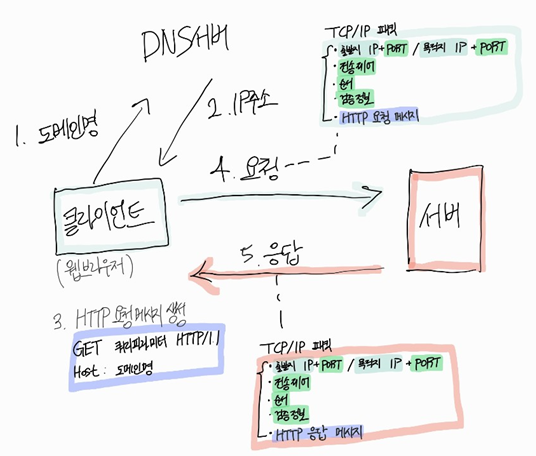 DNS서버
1. 도메인명
2. IP주소
TCP/IP 패킷
· 출발지 IP+PORT / 목적지 IP + PORT
· 전송제어
· 순서
· 검증정보
· HTTP 요청 메시지
4. 요청
클라이언트
(웹브라우저)
서버
5. 응답
3. HTTP 요청 메시지 생성
GET 쿼리파라미터 HTTP/1.1
Host : 도메인명
TCP/IP 패킷
· 출발지 IP+PORT / 목적지 IP + PORT
· 전송제어
· 순서
· 검증정보
· HTTP 응답 메시지